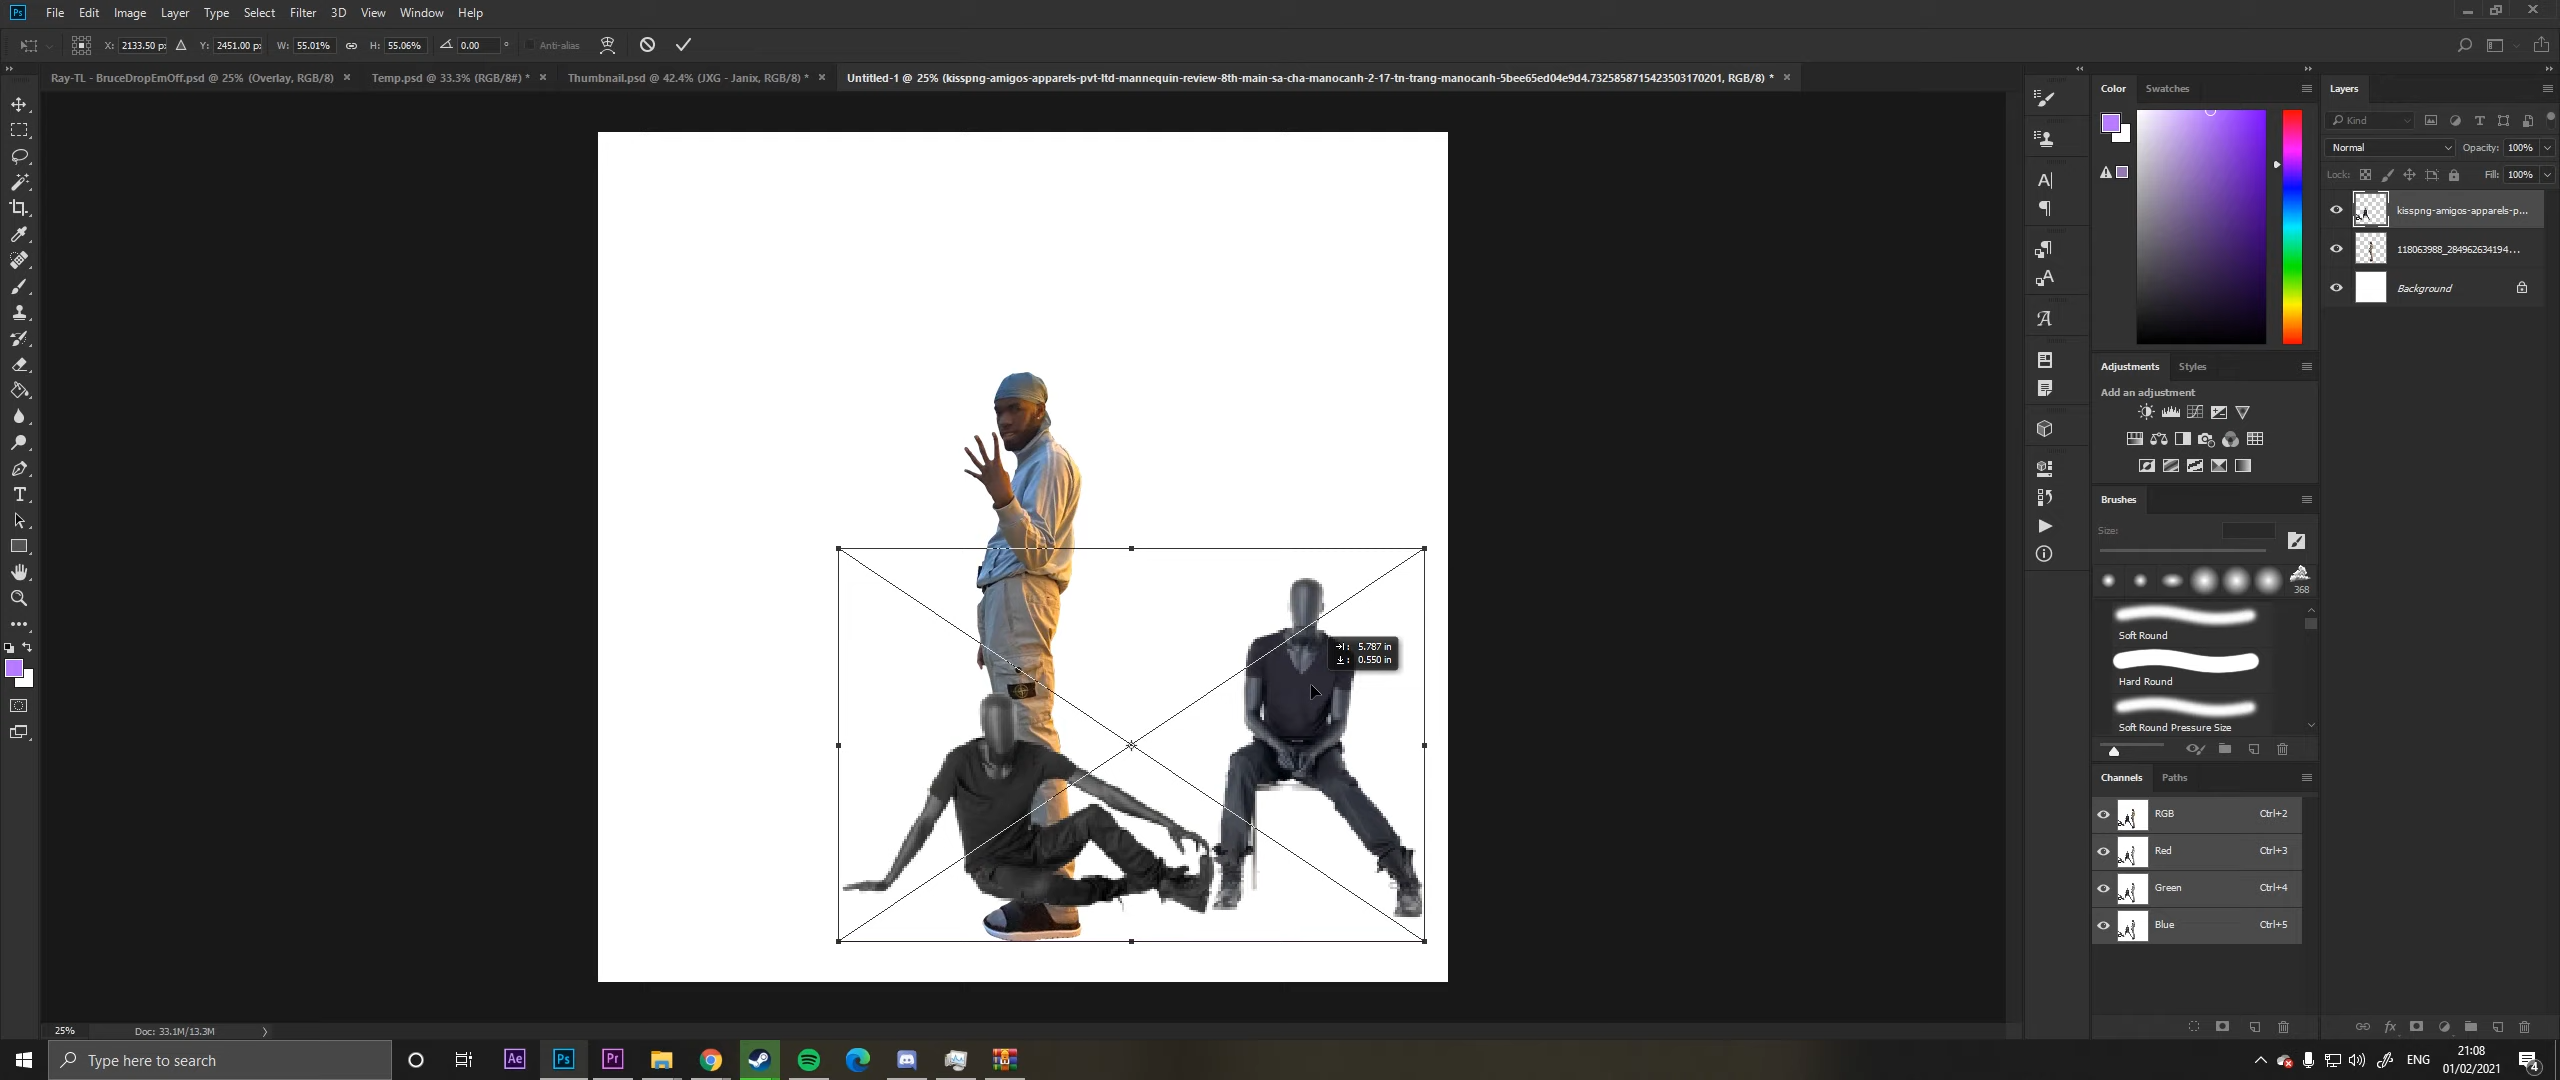 Ps File Edit Image Layer Type Select Filter 3D View Window Help
X: 2133.50 px Y: 2451.00 px W: 55.01% H: 55.06% 0.00 ° Anti-alias
Ray-TL - BruceDropEmOff.psd @ 25% (Overlay, RGB/8) × Temp.psd @ 33.3% (RGB/8#) * × Thumbnail.psd @ 42.4% (JXG - Janix, RGB/8) * × Untitled-1 @ 25% (kisspng-amigos-apparels-pvt-ltd-mannequin-review-8th-main-sa-cha-manocanh-2-17-tn-trang-manocanh-5bee65ed04e9d4.7325858715423503170201, RGB/8) * ×
Color Swatches
Layers
Kind
Normal Opacity: 100%
Lock: Fill: 100%
kisspng-amigos-apparels-p...
118063988_284962634194...
Background
Adjustments Styles
Add an adjustment
Brushes
Size:
368
Soft Round
Hard Round
Soft Round Pressure Size
Channels Paths
RGB Ctrl+2
Red Ctrl+3
Green Ctrl+4
Blue Ctrl+5
5.787 in
0.550 in
25% Doc: 33.1M/13.3M
Type here to search
Ae Ps Pr
ENG
21:08
01/02/2021
4